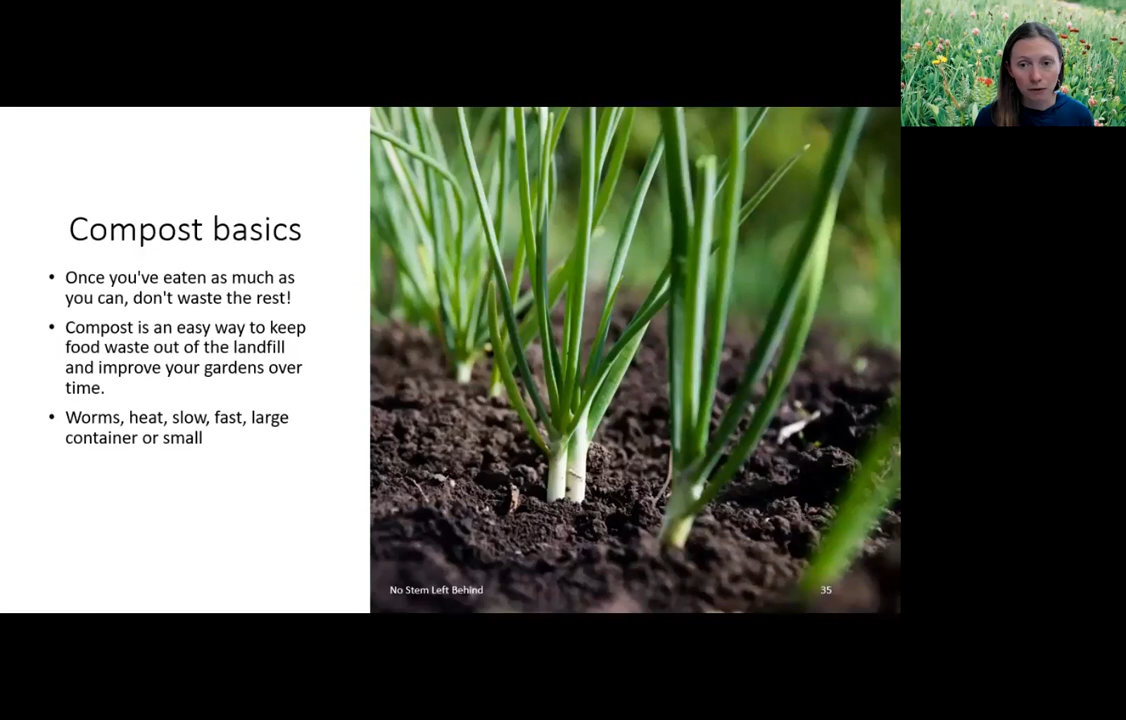 Compost basics
• Once you've eaten as much as
you can, don't waste the rest!
• Compost is an easy way to keep
food waste out of the landfill
and improve your gardens over
time.
• Worms, heat, slow, fast, large
container or small
No Stem Left Behind
35